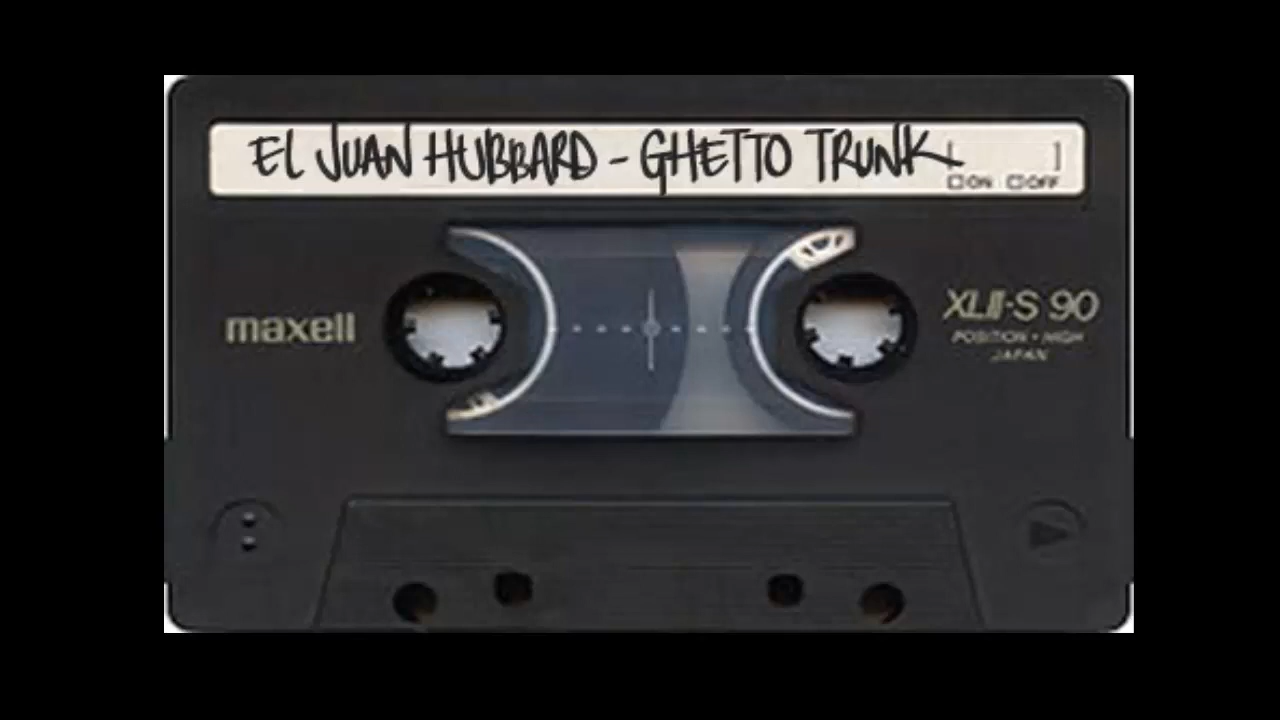 EL JUAN HUBBARD - GHETTO TRUNK [ ]
□ ON □ OFF
maxell
XLII-S 90
POSITION • HIGH
JAPAN